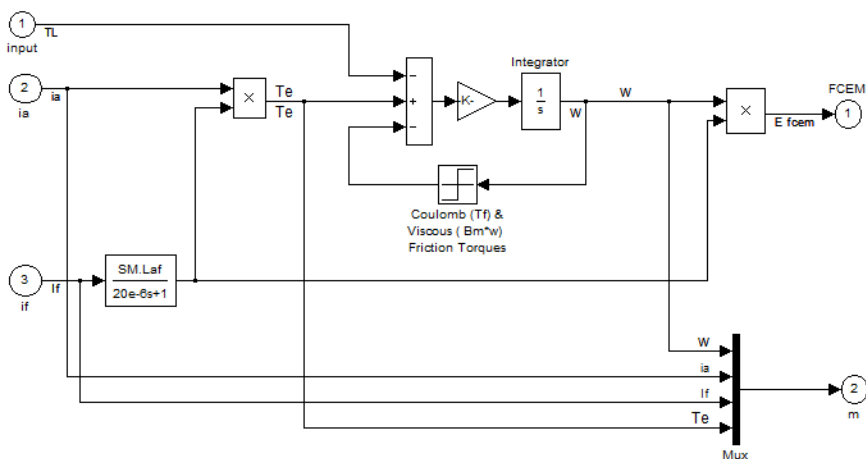 1
input
TL
2
ia
ia
×
Te
Te
−
+
−
-K-
Integrator
1
s
W
W
×
FCEM
1
E fcem
Coulomb (Tf) &
Viscous ( Bm*w)
Friction Torques
3
if
If
SM.Laf
20e-6s+1
W
ia
If
Te
Mux
2
m